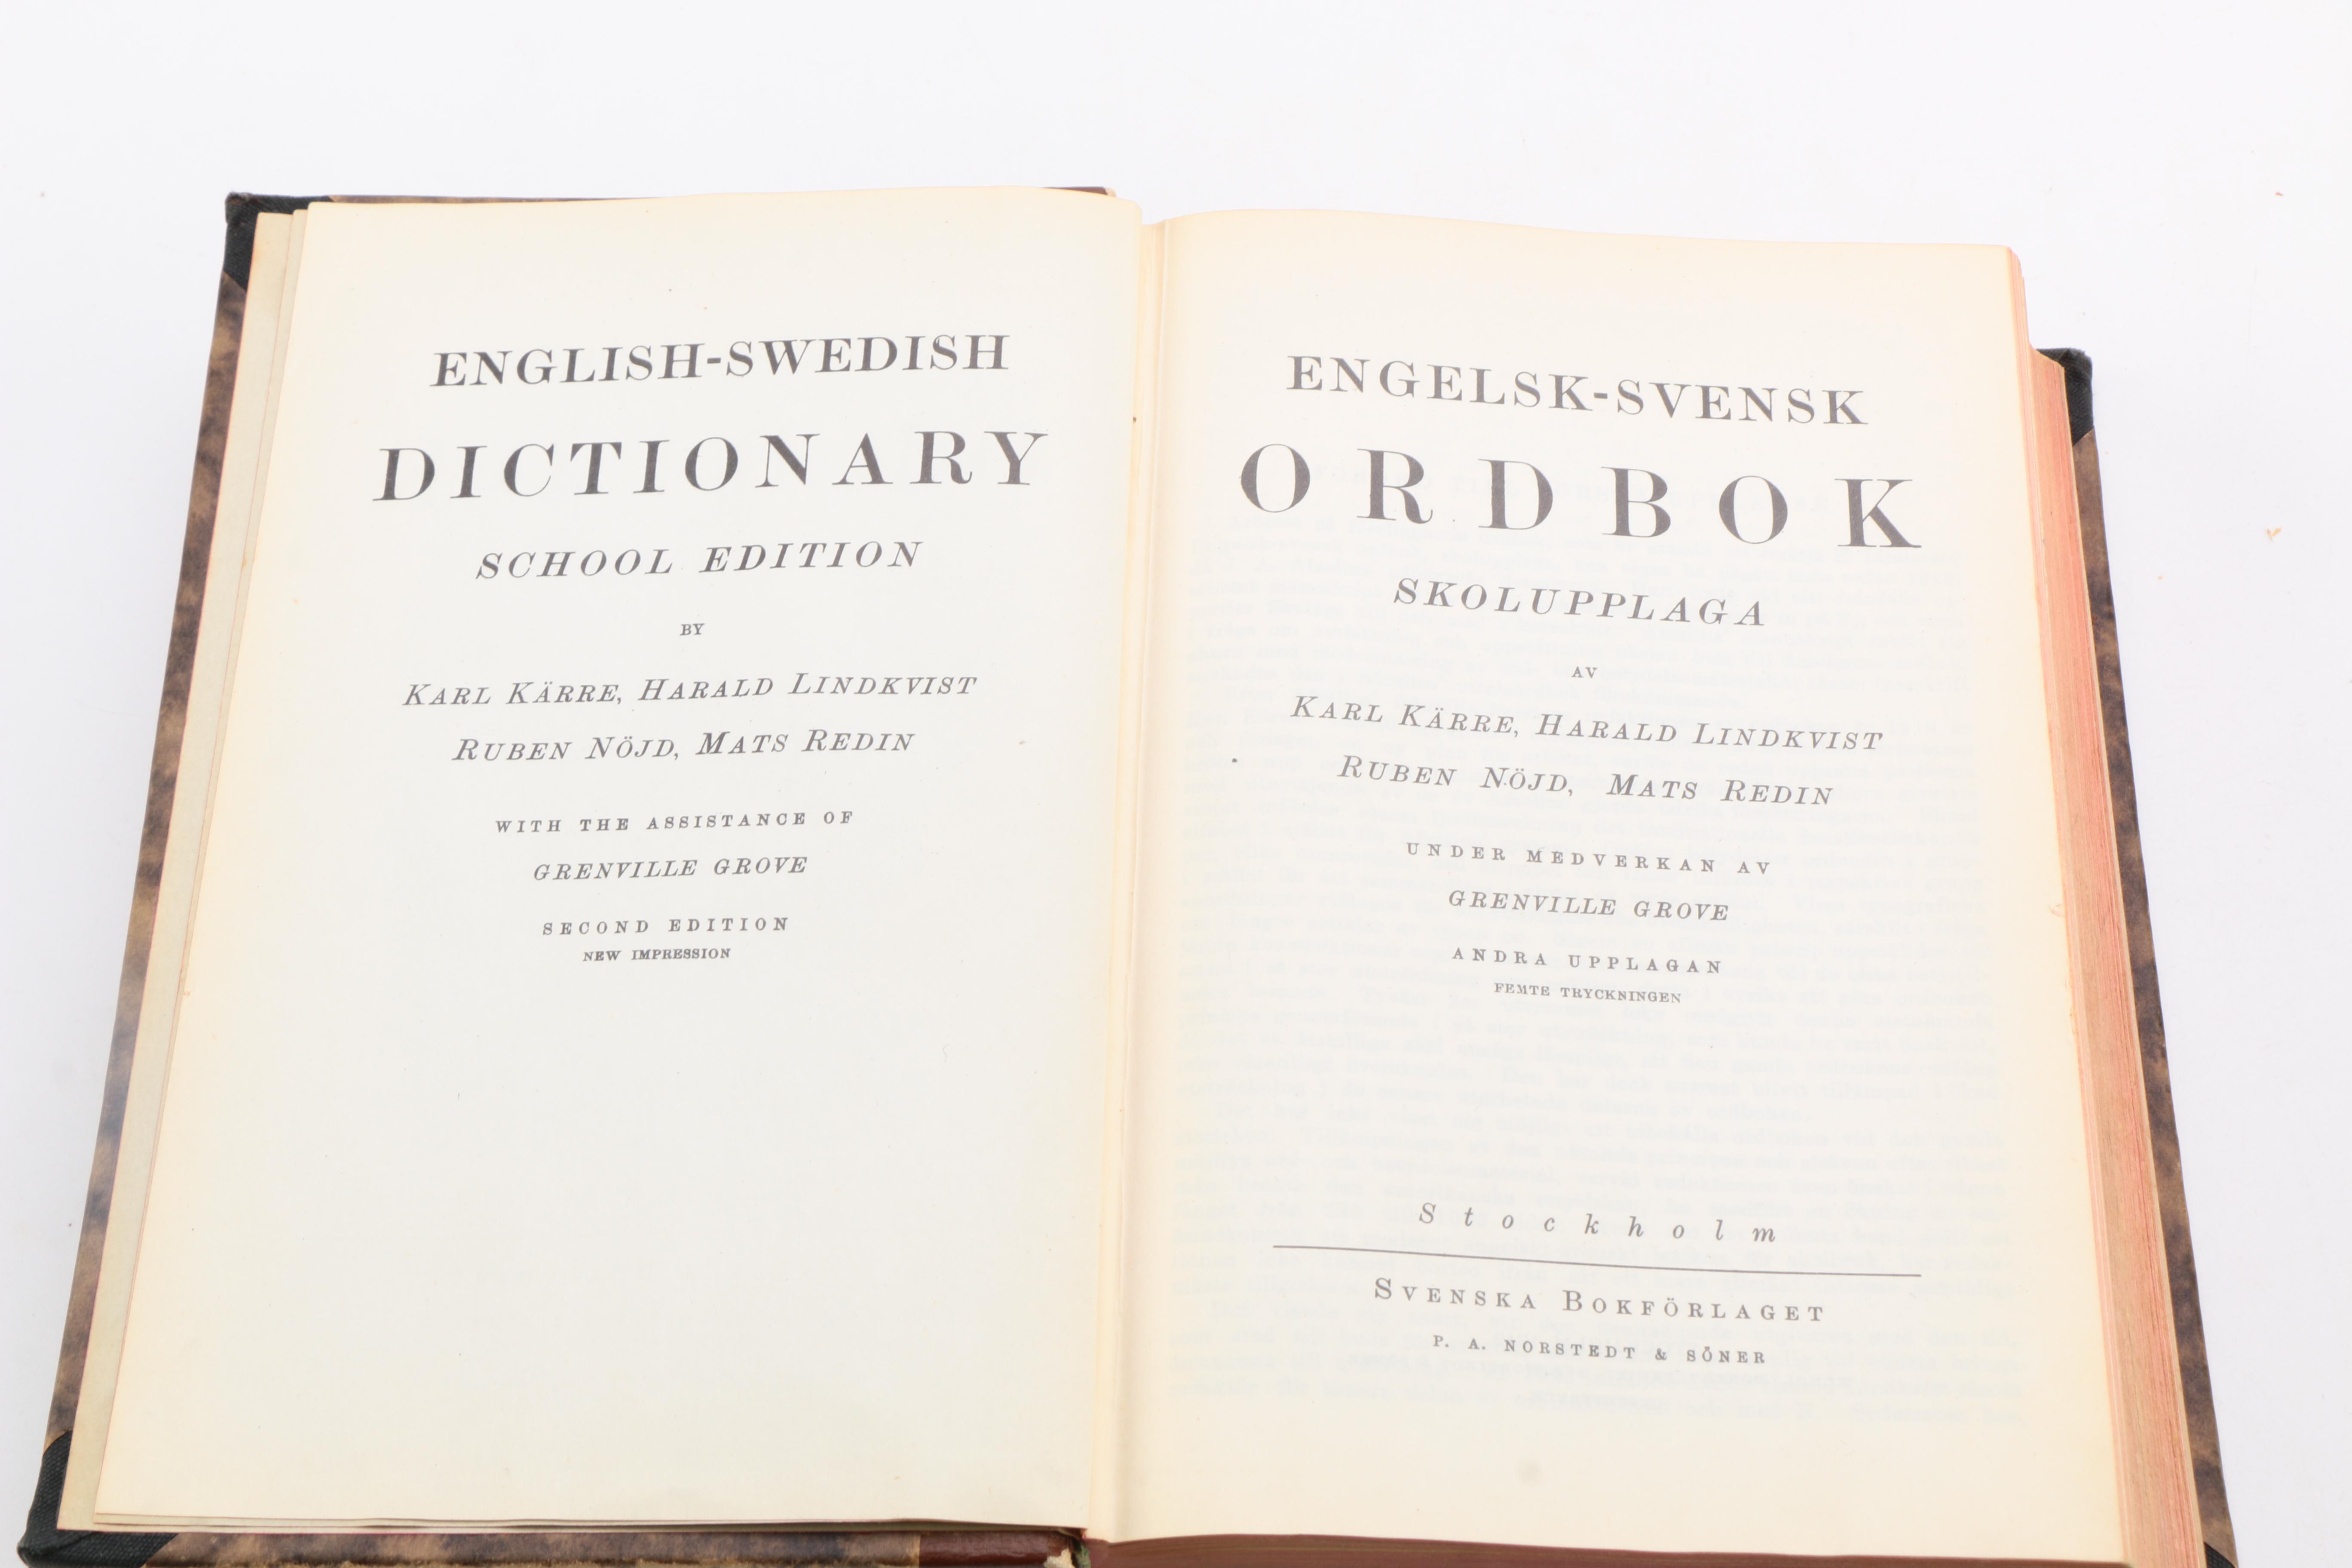 ENGLISH-SWEDISH
DICTIONARY
SCHOOL EDITION
BY
KARL KÄRRE, HARALD LINDKVIST
RUBEN NÖJD, MATS REDIN
WITH THE ASSISTANCE OF
GRENVILLE GROVE
SECOND EDITION
NEW IMPRESSION
ENGELSK-SVENSK
ORDBOK
SKOLUPPLAGA
AV
KARL KÄRRE, HARALD LINDKVIST
RUBEN NÖJD, MATS REDIN
UNDER MEDVERKAN AV
GRENVILLE GROVE
ANDRA UPPLAGAN
FEMTE TRYCKNINGEN
Stockholm
SVENSKA BOKFÖRLAGET
P. A. NORSTEDT & SÖNER